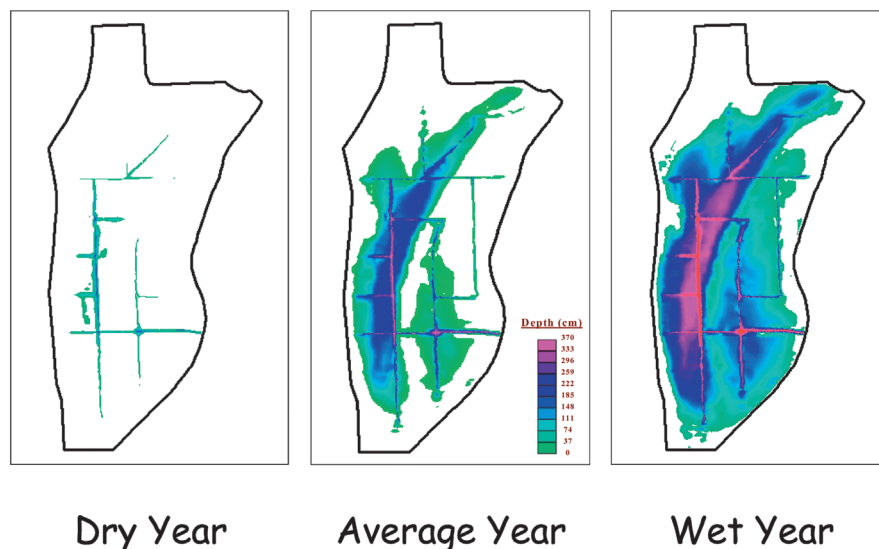 Depth (cm)
370
333
296
259
222
185
148
111
74
37
0
Dry Year
Average Year
Wet Year